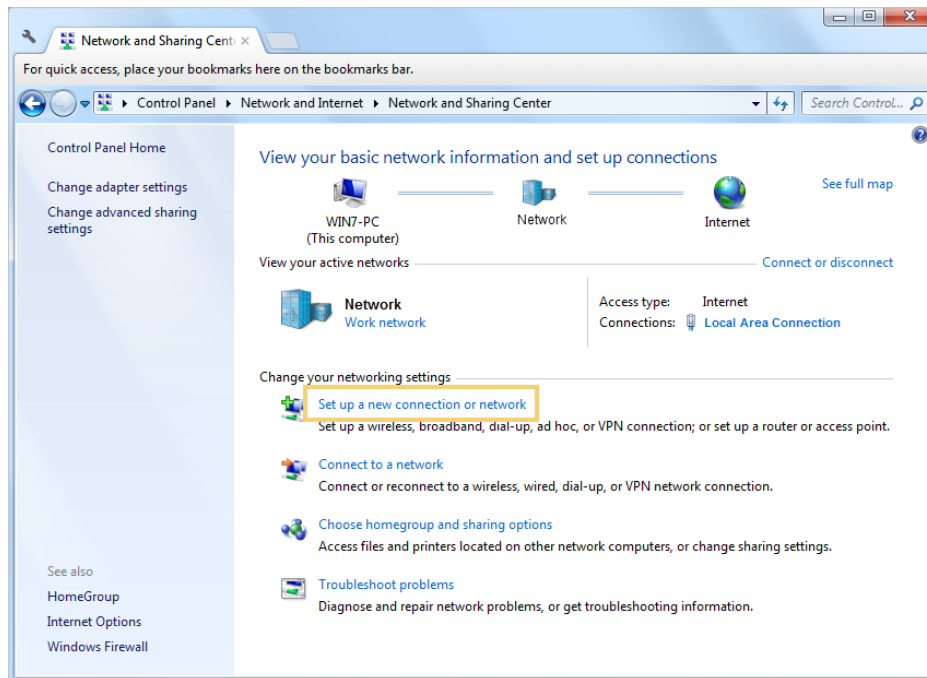 Network and Sharing Cent
For quick access, place your bookmarks here on the bookmarks bar.
Control Panel Network and Internet Network and Sharing Center
Search Control...
Control Panel Home
Change adapter settings
Change advanced sharing
settings
View your basic network information and set up connections
See full map
WIN7-PC
(This computer)
Network
Internet
View your active networks
Connect or disconnect
Network
Work network
Access type: Internet
Connections: Local Area Connection
Change your networking settings
Set up a new connection or network
Set up a wireless, broadband, dial-up, ad hoc, or VPN connection; or set up a router or access point.
Connect to a network
Connect or reconnect to a wireless, wired, dial-up, or VPN network connection.
Choose homegroup and sharing options
Access files and printers located on other network computers, or change sharing settings.
Troubleshoot problems
Diagnose and repair network problems, or get troubleshooting information.
See also
HomeGroup
Internet Options
Windows Firewall